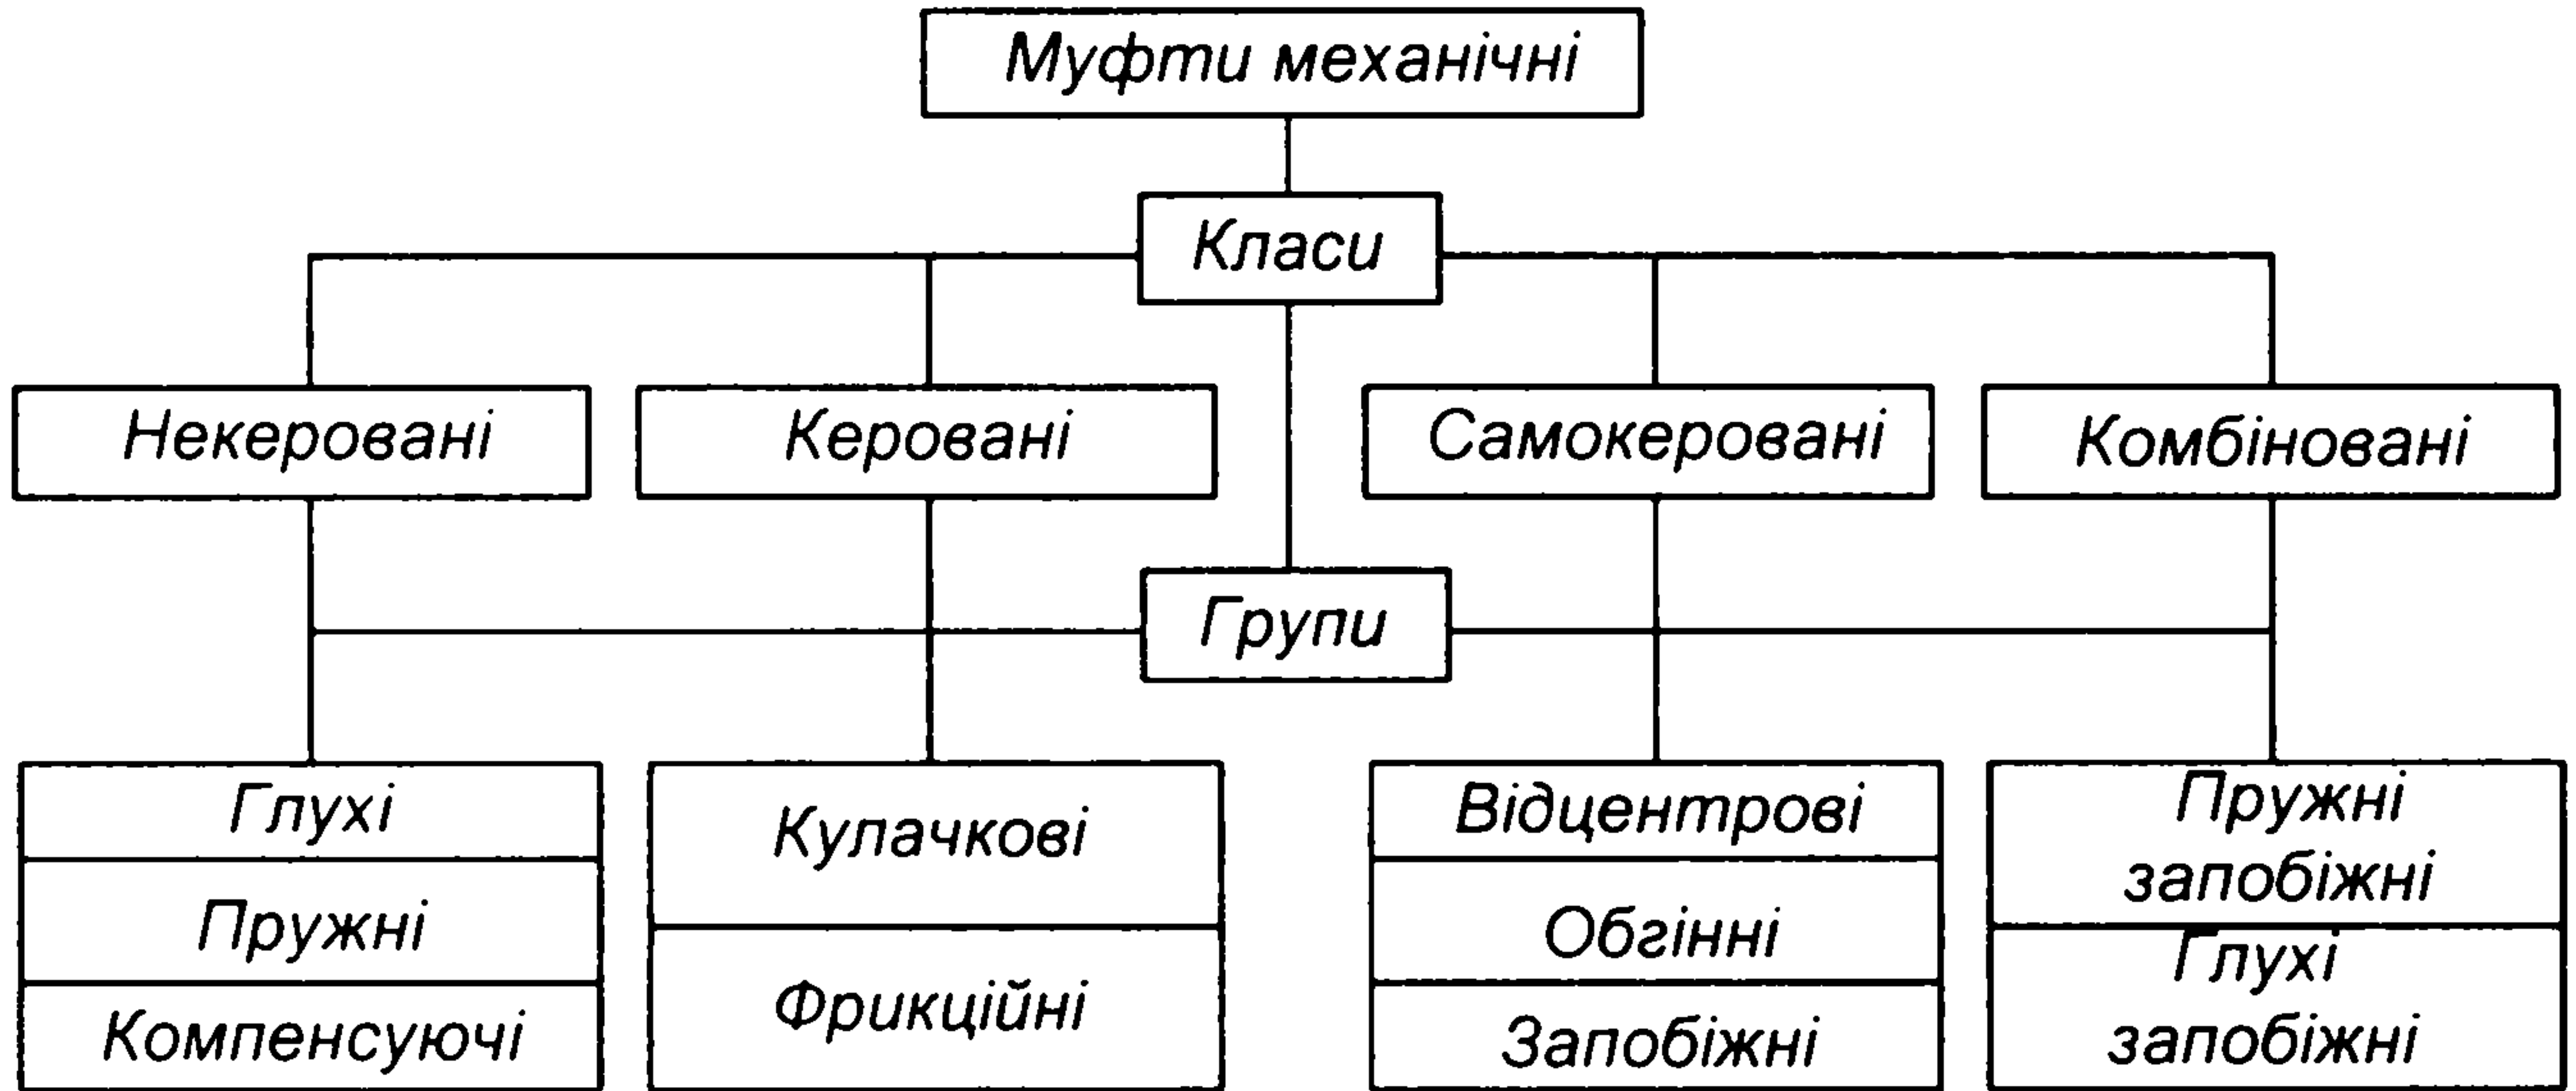 Муфти механічні
Класи
Некеровані
Керовані
Самокеровані
Комбіновані
Групи
Глухі
Пружні
Компенсуючі
Кулачкові
Фрикційні
Відцентрові
Обгінні
Запобіжні
Пружні
запобіжні
Глухі
запобіжні